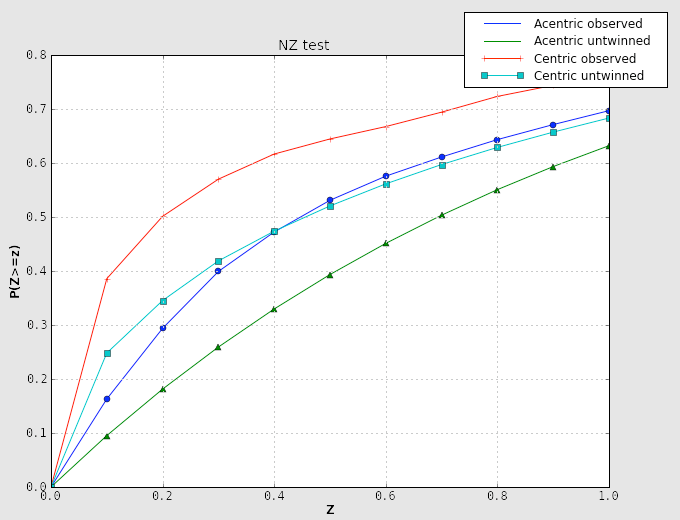 Acentric observed
Acentric untwinned
Centric observed
Centric untwinned
NZ test
0.8
0.7
0.6
0.5
0.4
0.3
0.2
0.1
0.0
P(Z>=z)
0.0 0.2 0.4 0.6 0.8 1.0
Z